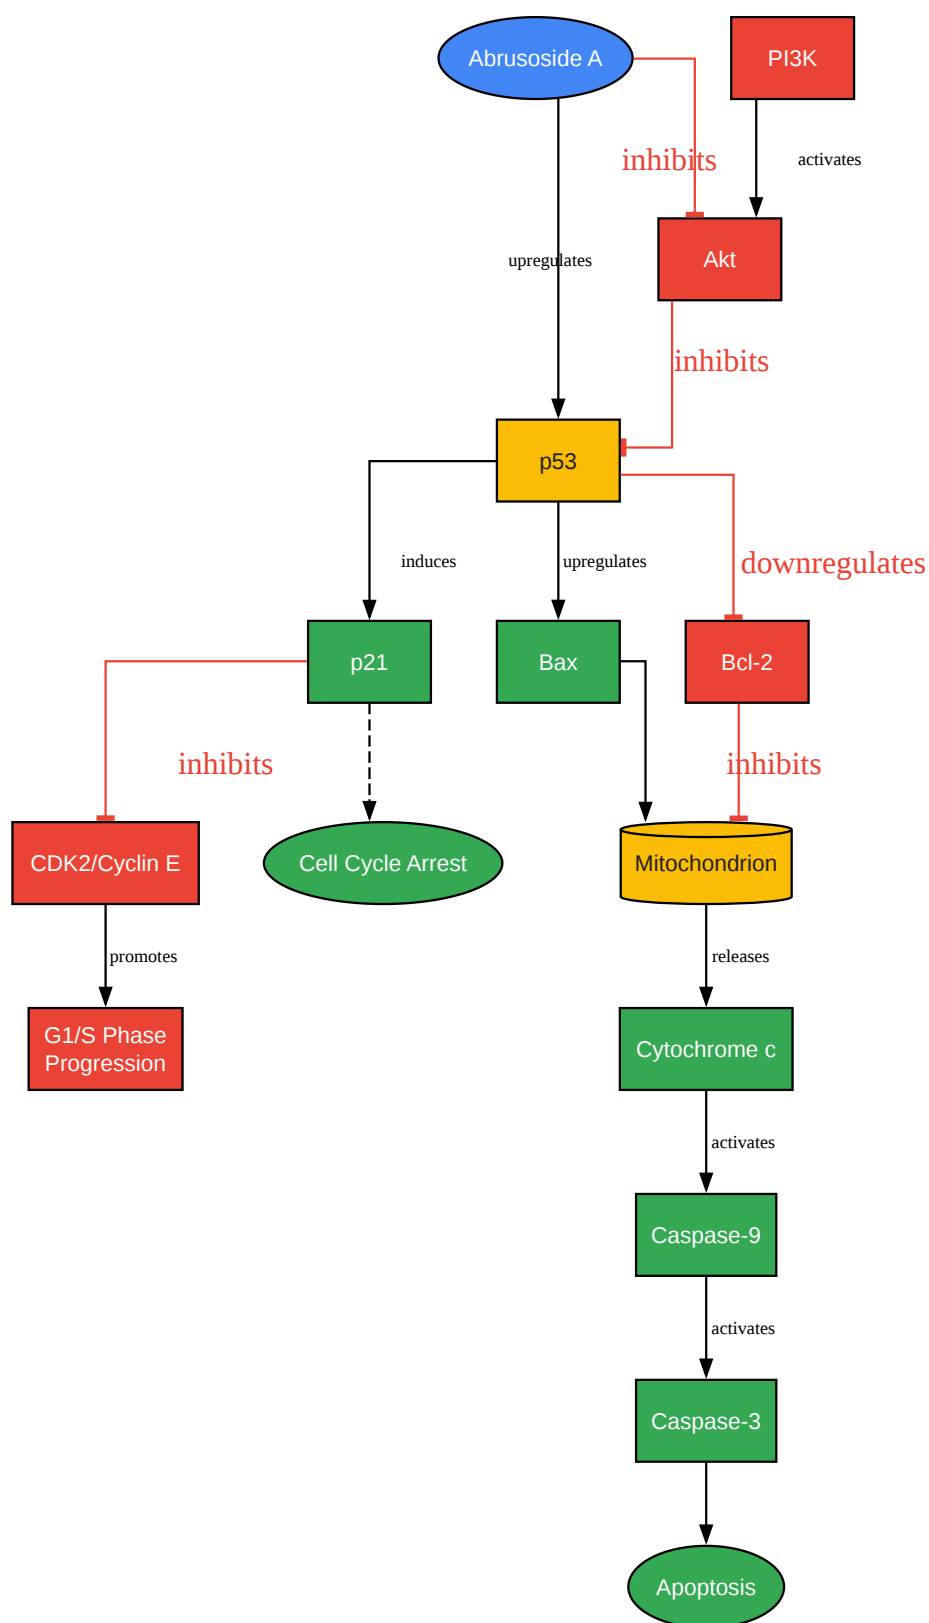 Abrusoside A
PI3K
inhibits
activates
Akt
upregulates
inhibits
p53
induces
upregulates
downregulates
p21
Bax
Bcl-2
inhibits
inhibits
CDK2/Cyclin E
Cell Cycle Arrest
Mitochondrion
promotes
releases
G1/S Phase
Progression
Cytochrome c
activates
Caspase-9
activates
Caspase-3
Apoptosis